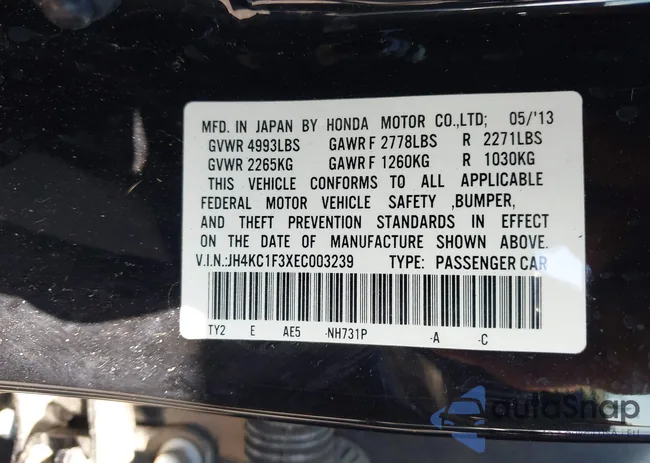 MFD. IN JAPAN BY HONDA MOTOR CO.,LTD; 05/'13
GVWR 4993LBS GAWR F 2778LBS R 2271LBS
GVWR 2265KG GAWR F 1260KG R 1030KG
THIS VEHICLE CONFORMS TO ALL APPLICABLE
FEDERAL MOTOR VEHICLE SAFETY ,BUMPER,
AND THEFT PREVENTION STANDARDS IN EFFECT
ON THE DATE OF MANUFACTURE SHOWN ABOVE.
V.I.N.:JH4KC1F3XEC003239 TYPE: PASSENGER CAR
TY2 E AE5 -NH731P -A -C
autoSnap